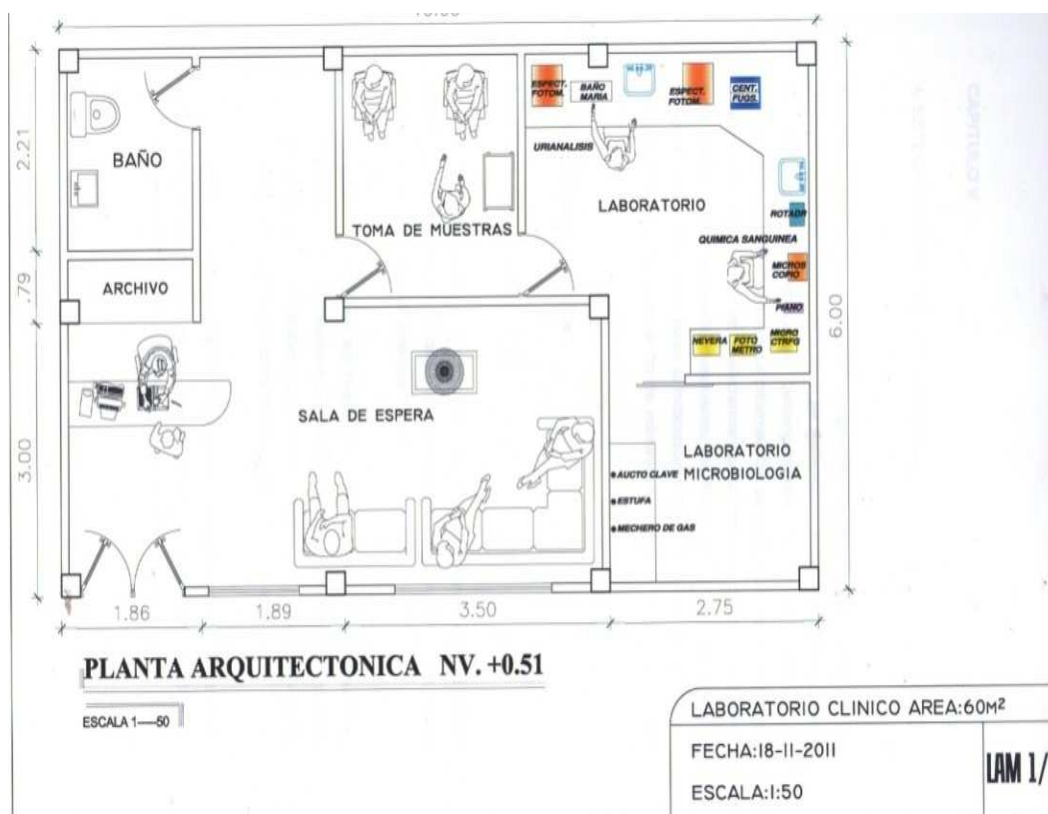 2.21
.79
3.00
6.00
BAÑO
ARCHIVO
TOMA DE MUESTRAS
SALA DE ESPERA
ESPECT.
FOTOM.
BAÑO
MARIA
ESPECT.
FOTOM.
CENT.
FUGS.
URIANALISIS
LABORATORIO
ROTADR
QUIMICA SANGUINEA
MICROS
COPIO
PIANO
NEVERA
FOTO
METRO
MICRO
CTRFG
LABORATORIO
MICROBIOLOGIA
AUCTO CLAVE
ESTUFA
MECHERO DE GAS
1.86
1.89
3.50
2.75
PLANTA ARQUITECTONICA NV. +0.51
ESCALA 1----50
LABORATORIO CLINICO AREA:60M²
FECHA:18-11-2011
ESCALA:1:50
LAM 1/